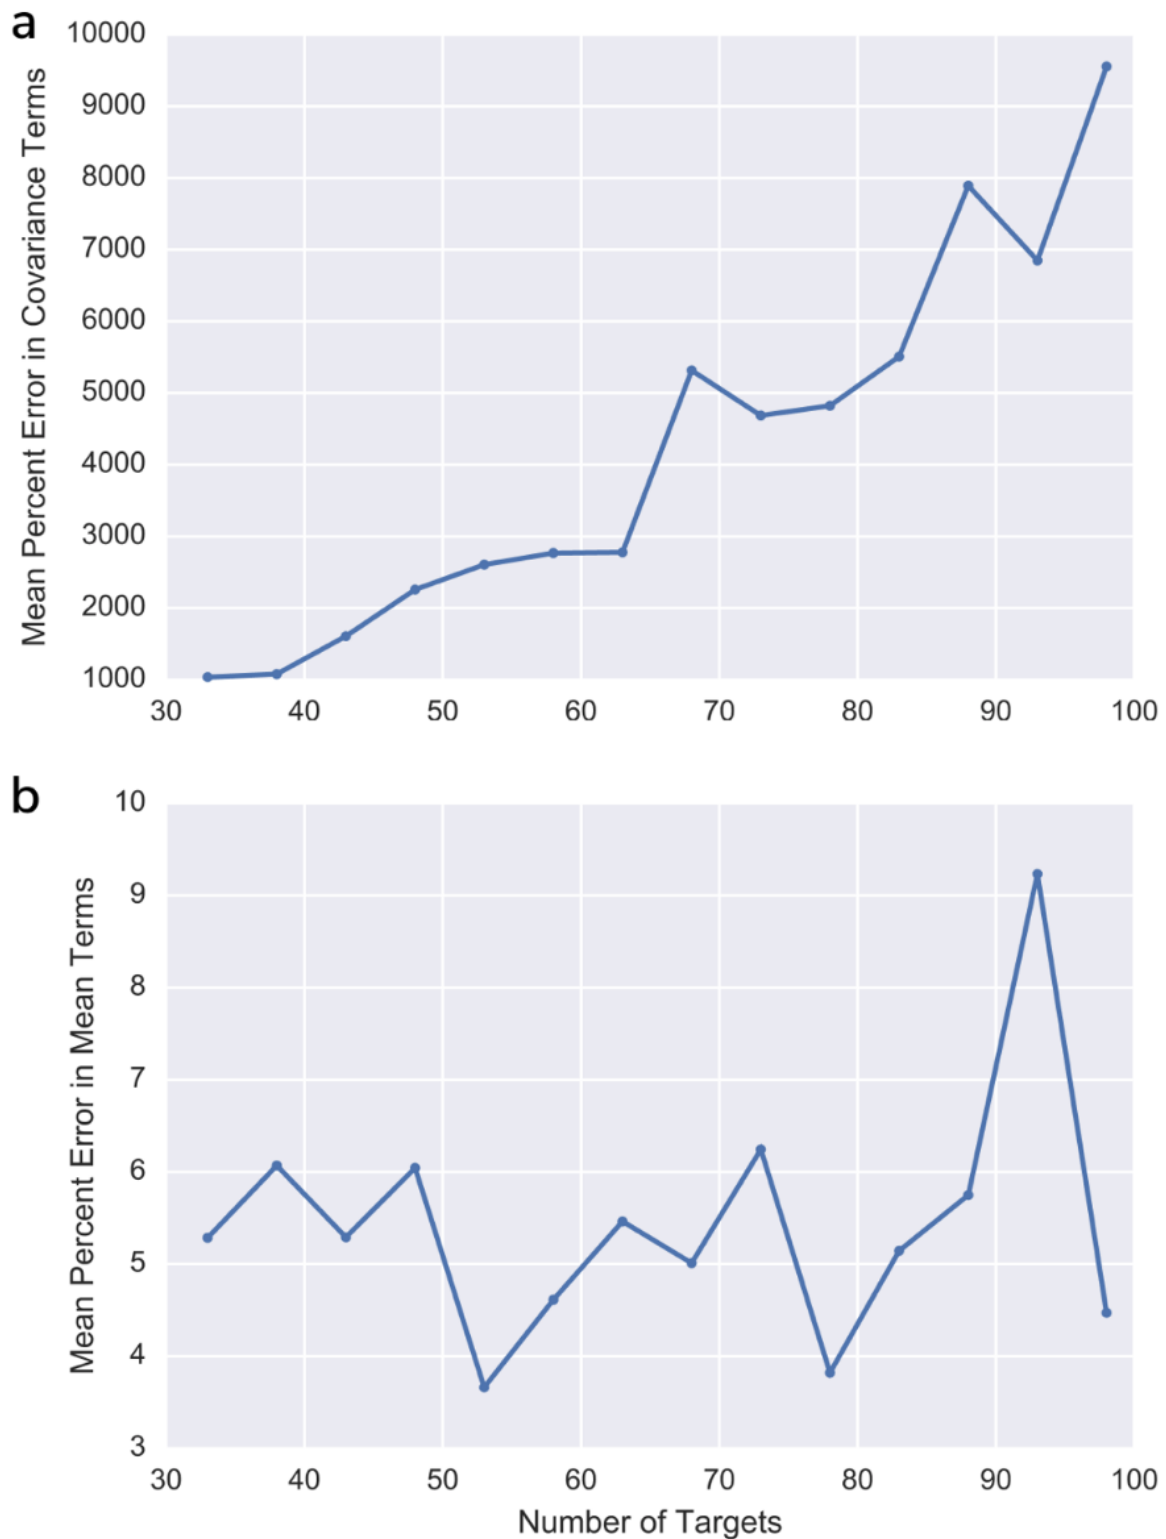 a
Mean Percent Error in Covariance Terms
10000
9000
8000
7000
6000
5000
4000
3000
2000
1000
30 40 50 60 70 80 90 100
b
Mean Percent Error in Mean Terms
10
9
8
7
6
5
4
3
30 40 50 60 70 80 90 100
Number of Targets